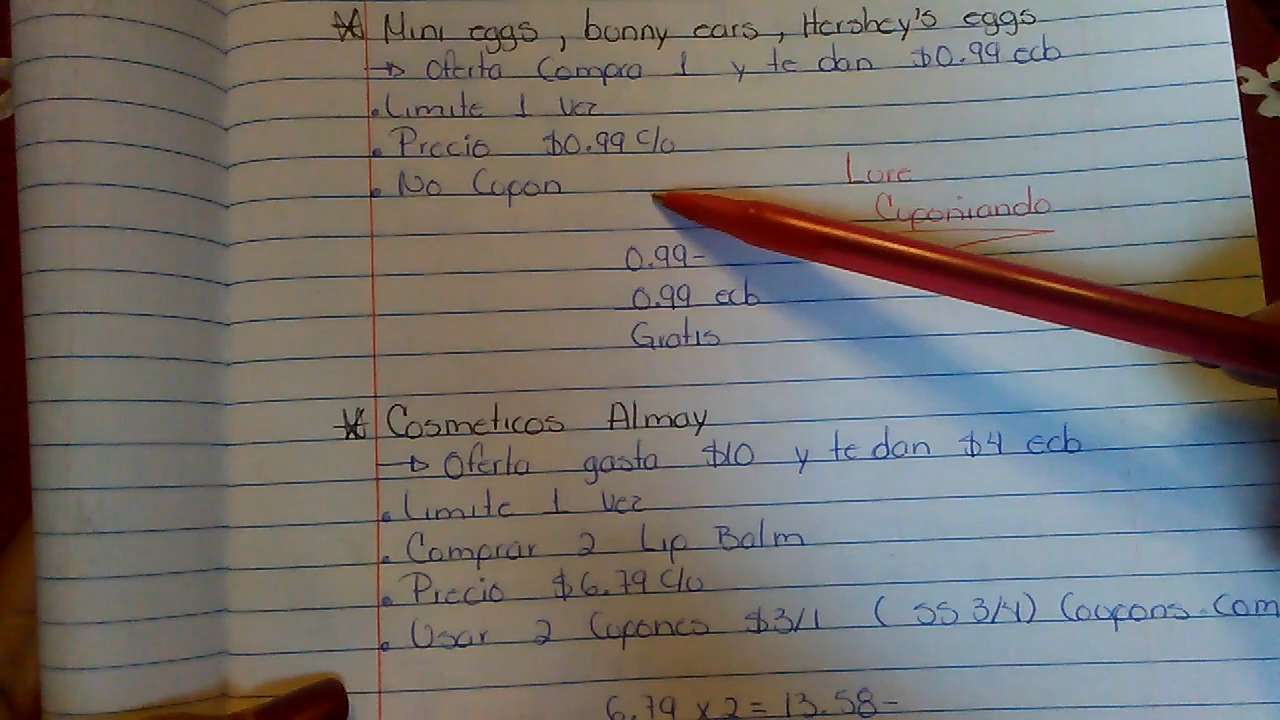 * Mini eggs, bunny ears, Hershey's eggs
→ Oferta Compra 1 y te dan $0.99 ecb
• Limite 1 vez
• Precio $0.99 c/o
• No Cupon
Lure
Cuponiando
0.99-
0.99 ecb
Gratis
* Cosmeticos Almay
→ Oferta gasta $10 y te dan $4 ecb
• Limite 1 vez
• Comprar 2 Lip Balm
• Precio $6.79 c/u
• Usar 2 Cupones $3/1 (SS 3/4) Coupons.com
6.79 x 2 = 13.58-